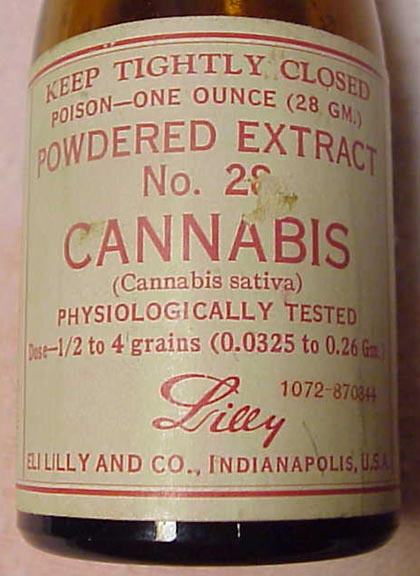 KEEP TIGHTLY CLOSED
POISON—ONE OUNCE (28 GM.)
POWDERED EXTRACT
No. 28
CANNABIS
(Cannabis sativa)
PHYSIOLOGICALLY TESTED
Dose—1/2 to 4 grains (0.0325 to 0.26 Gm.)
Lilly
1072-870844
ELI LILLY AND CO., INDIANAPOLIS, U.S.A.